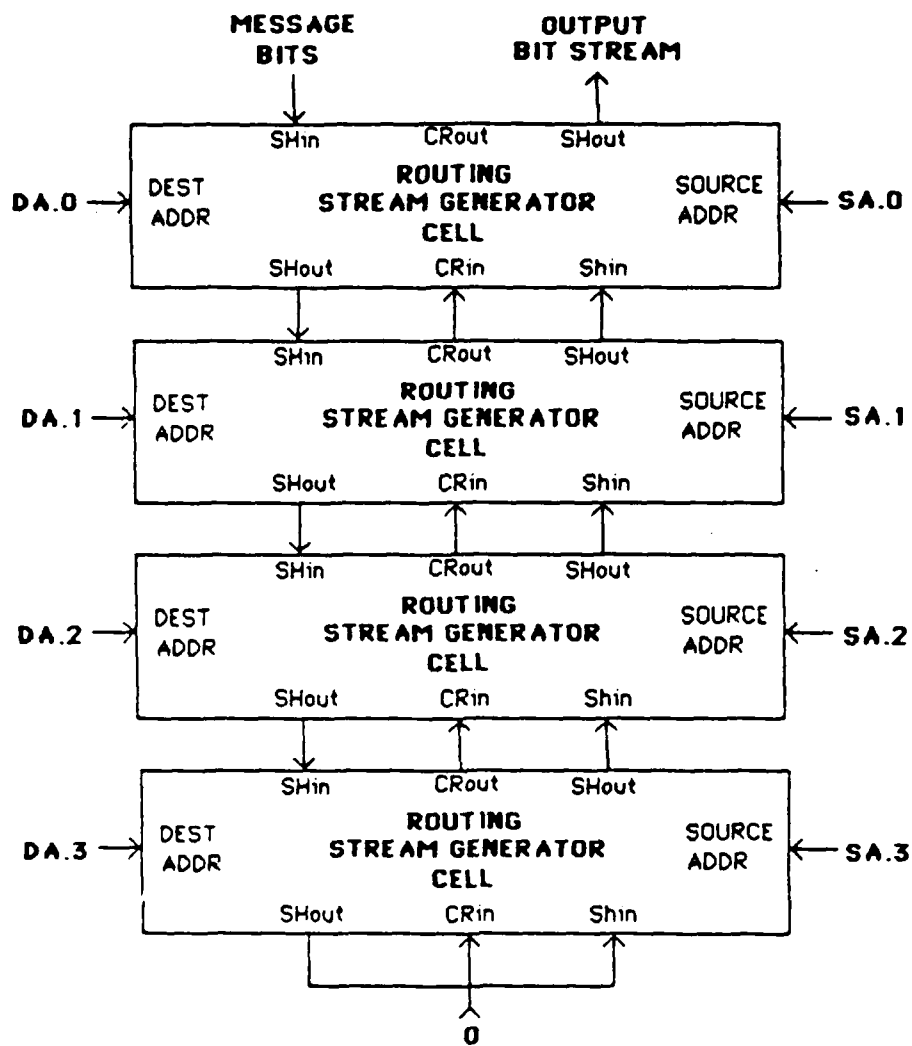 MESSAGE BITS
OUTPUT BIT STREAM
SHin CRout SHout
DA.0
DEST ADDR
ROUTING STREAM GENERATOR CELL
SOURCE ADDR
SA.0
SHout CRin Shin
SHin CRout SHout
DA.1
DEST ADDR
ROUTING STREAM GENERATOR CELL
SOURCE ADDR
SA.1
SHout CRin Shin
SHin CRout SHout
DA.2
DEST ADDR
ROUTING STREAM GENERATOR CELL
SOURCE ADDR
SA.2
SHout CRin Shin
SHin CRout SHout
DA.3
DEST ADDR
ROUTING STREAM GENERATOR CELL
SOURCE ADDR
SA.3
SHout CRin Shin
0